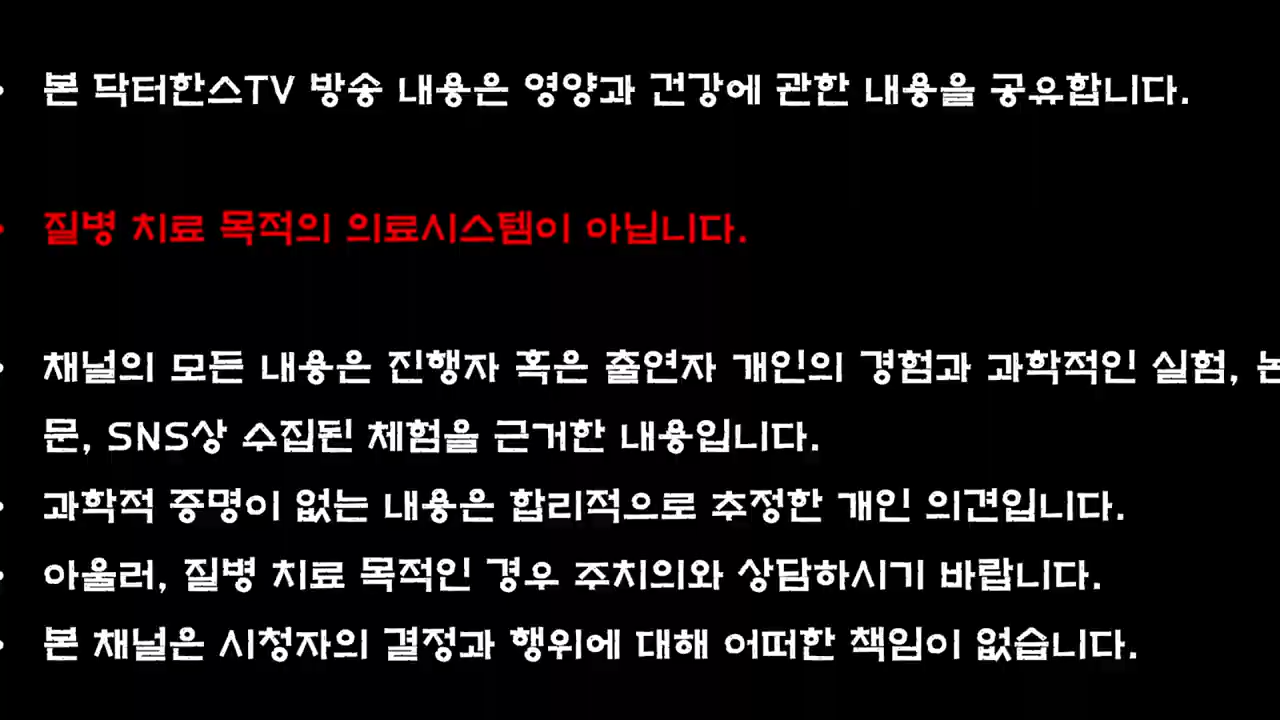 • 본 닥터한스TV 방송 내용은 영양과 건강에 관한 내용을 공유합니다.
• 질병 치료 목적의 의료시스템이 아닙니다.
• 채널의 모든 내용은 진행자 혹은 출연자 개인의 경험과 과학적인 실험, 논
문, SNS상 수집된 체험을 근거한 내용입니다.
• 과학적 증명이 없는 내용은 합리적으로 추정한 개인 의견입니다.
• 아울러, 질병 치료 목적인 경우 주치의와 상담하시기 바랍니다.
• 본 채널은 시청자의 결정과 행위에 대해 어떠한 책임이 없습니다.